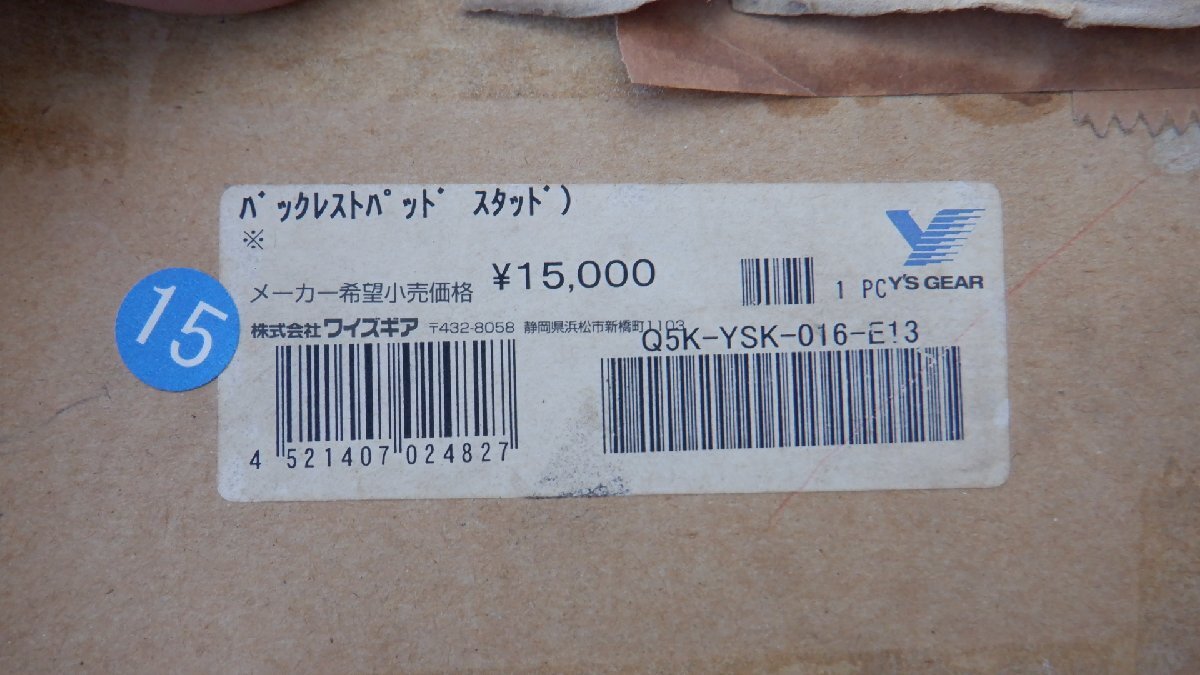 ﾊﾞｯｸﾚｽﾄﾊﾟｯﾄﾞ ｽﾀｯﾄﾞ)
※
メーカー希望小売価格 ¥15,000
1 PC
Y'S GEAR
株式会社 ワイズギア 〒432-8058 静岡県浜松市新橋町1103
Q5K-YSK-016-E13
15
4 521407 024827